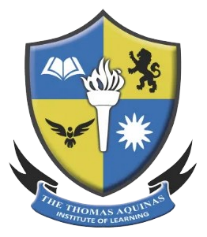 THE THOMAS AQUINAS
INSTITUTE OF LEARNING